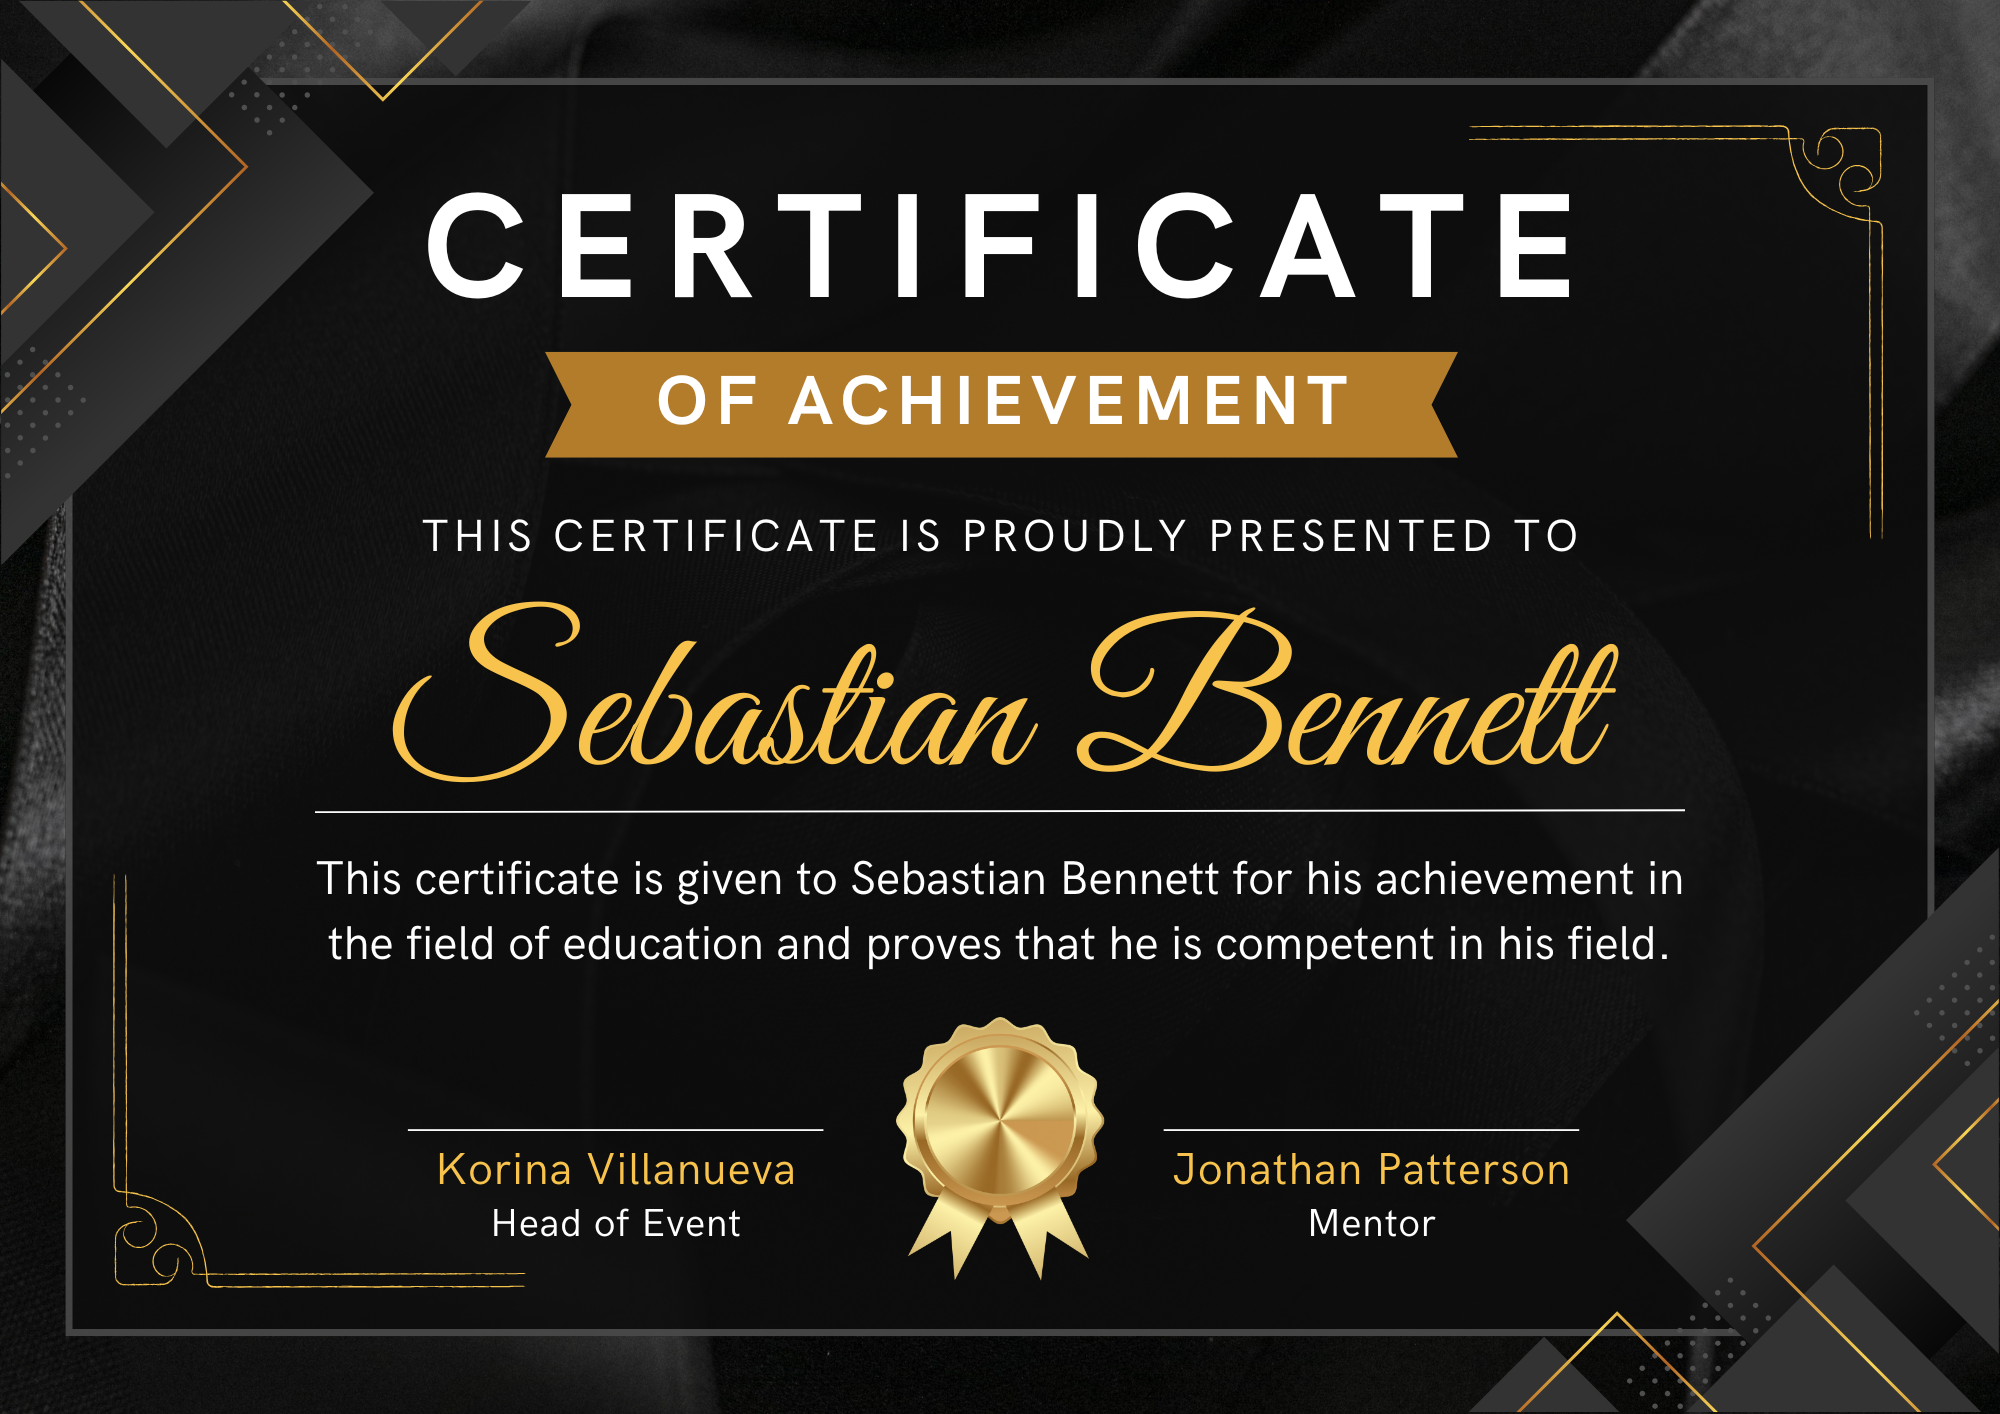 CERTIFICATE
OF ACHIEVEMENT
THIS CERTIFICATE IS PROUDLY PRESENTED TO
Sebastian Bennett
This certificate is given to Sebastian Bennett for his achievement in
the field of education and proves that he is competent in his field.
Korina Villanueva
Head of Event
Jonathan Patterson
Mentor